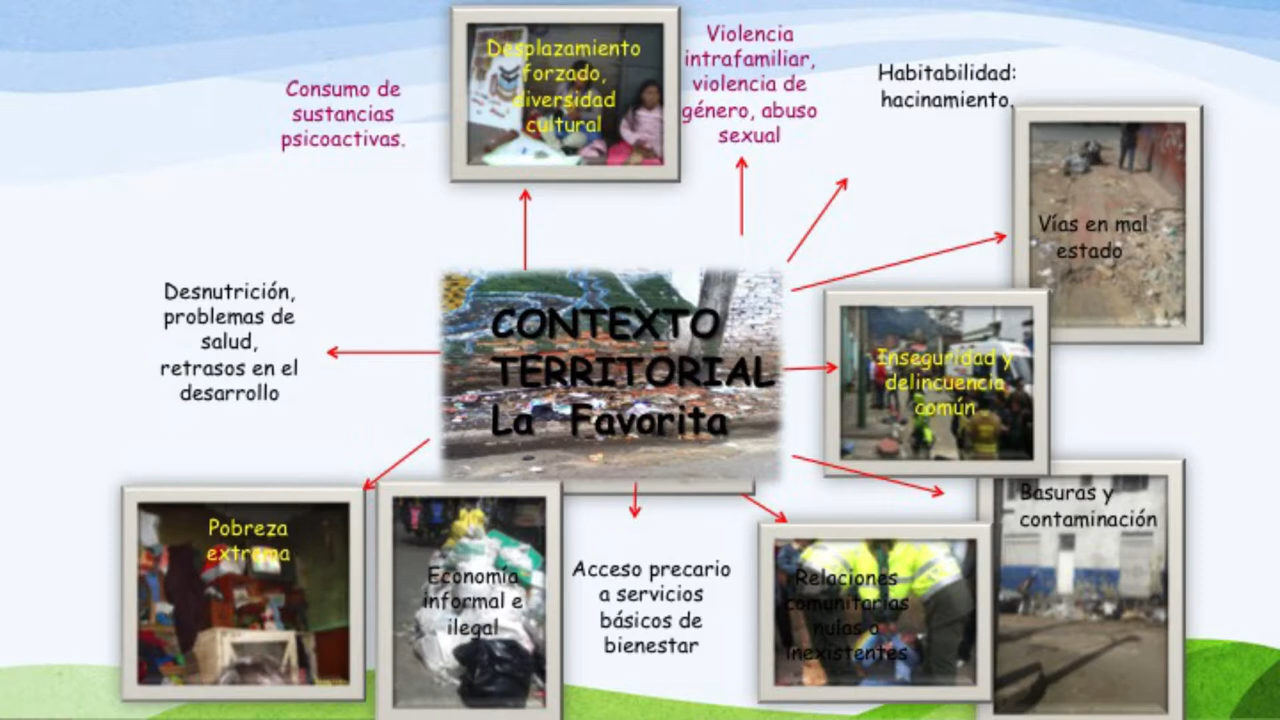 Consumo de
sustancias
psicoactivas.
Desplazamiento
forzado,
diversidad
cultural
Violencia
intrafamiliar,
violencia de
género, abuso
sexual
Habitabilidad:
hacinamiento.
Vías en mal
estado
Desnutrición,
problemas de
salud,
retrasos en el
desarrollo
CONTEXTO
TERRITORIAL
La Favorita
Inseguridad y
delincuencia
común
Basuras y
contaminación
Pobreza
extrema
Economía
informal e
ilegal
Acceso precario
a servicios
básicos de
bienestar
Relaciones
comunitarias
nulas o
inexistentes